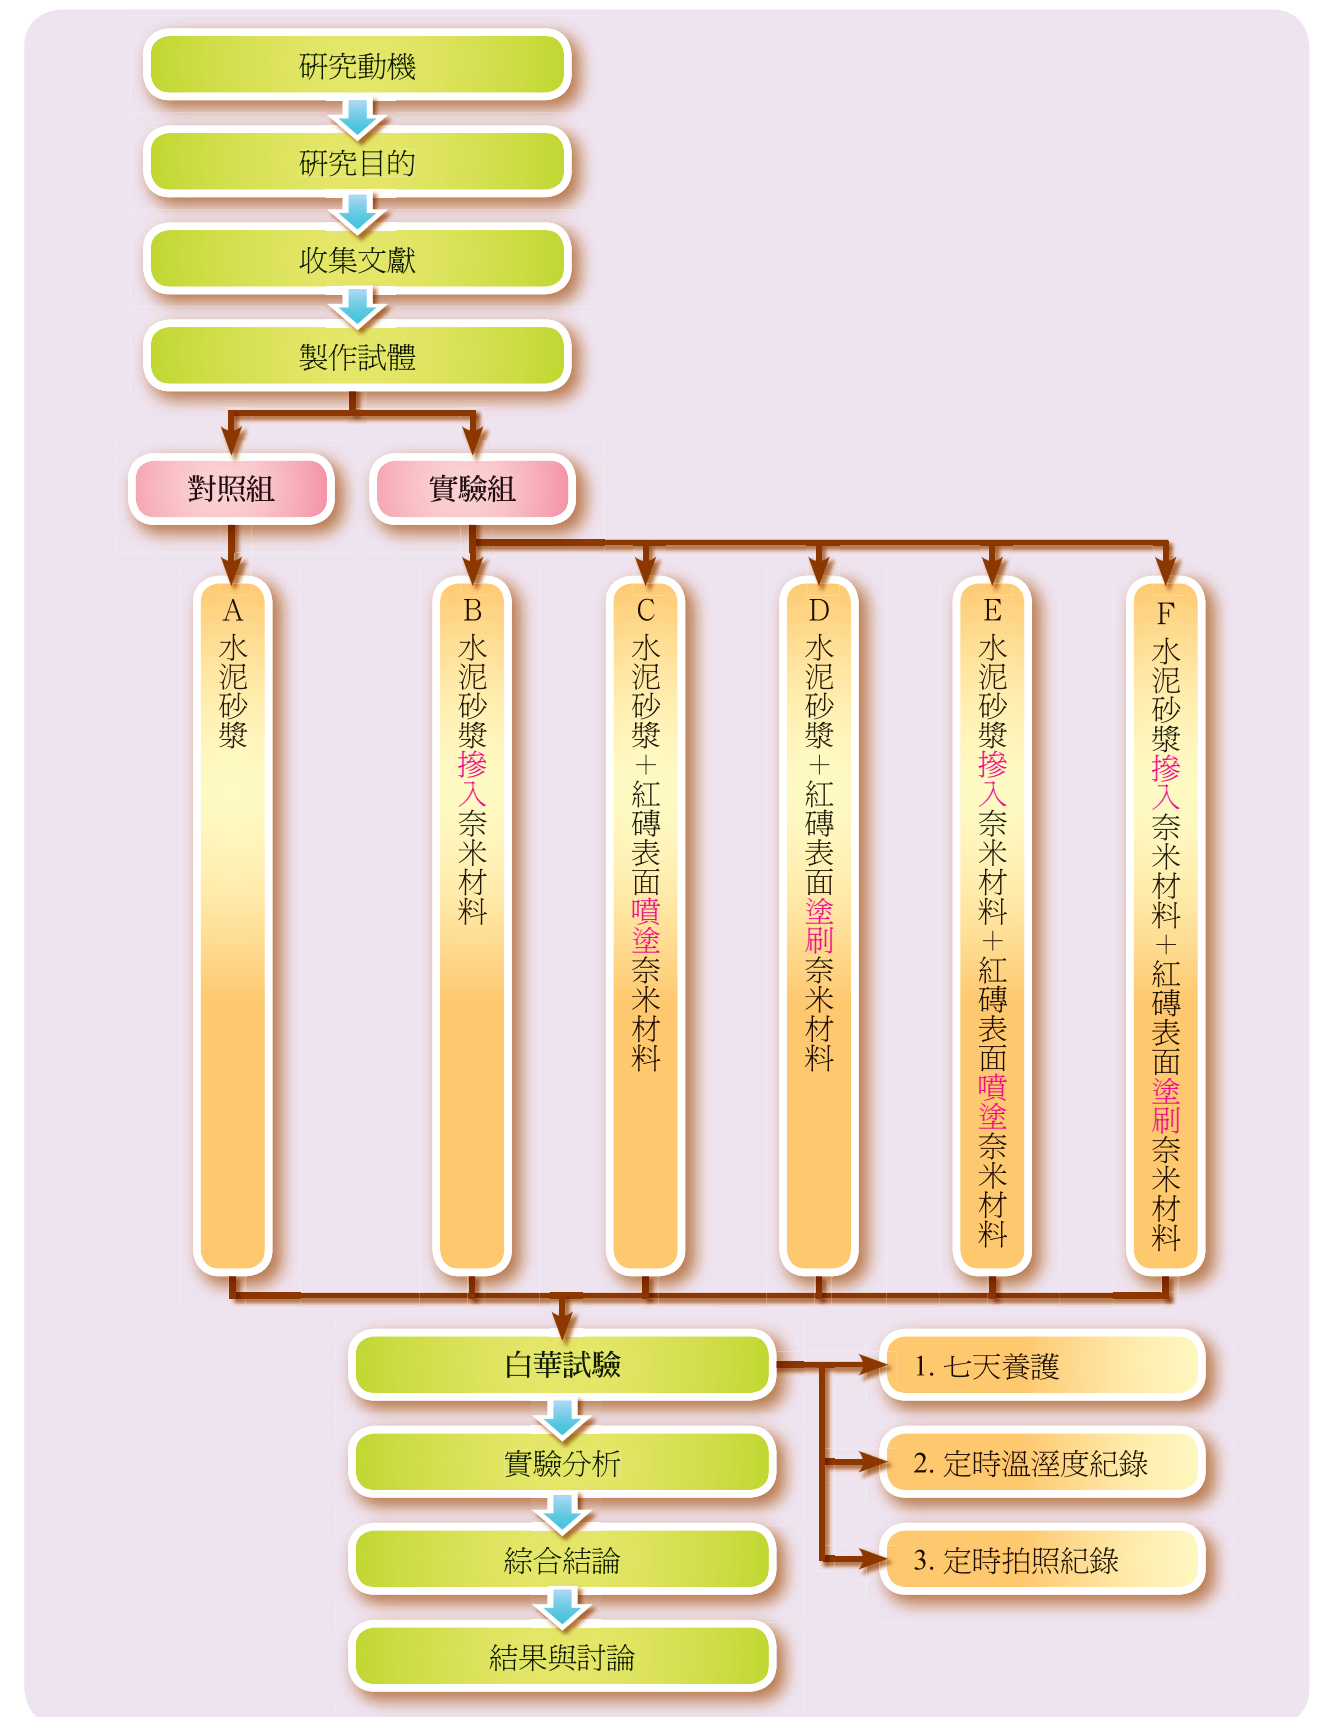 研究動機
研究目的
收集文獻
製作試體
對照組
實驗組
A水泥砂漿
B水泥砂漿摻入奈米材料
C水泥砂漿+紅磚表面噴塗奈米材料
D水泥砂漿+紅磚表面塗刷奈米材料
E水泥砂漿摻入奈米材料+紅磚表面噴塗奈米材料
F水泥砂漿摻入奈米材料+紅磚表面塗刷奈米材料
白華試驗
1. 七天養護
實驗分析
2. 定時溫溼度紀錄
綜合結論
3. 定時拍照紀錄
結果與討論